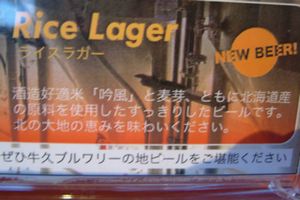 Rice Lager
ライスラガー
NEW BEER!
酒造好適米「吟風」と麦芽、ともに北海道産
の原料を使用したすっきりしたビールです。
北の大地の恵みを味わいください。
ぜひ牛久ブルワリーの地ビールをご堪能ください